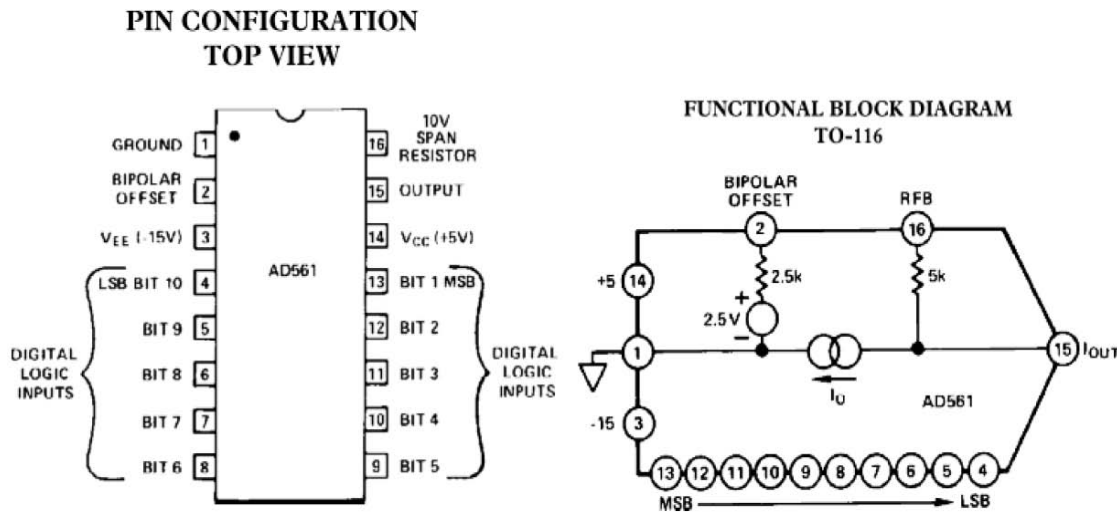 PIN CONFIGURATION
TOP VIEW
GROUND 1
BIPOLAR
OFFSET 2
VEE (-15V) 3
LSB BIT 10 4
BIT 9 5
BIT 8 6
BIT 7 7
BIT 6 8
DIGITAL
LOGIC
INPUTS
AD561
10V
SPAN
RESISTOR
16
15 OUTPUT
14 VCC (+5V)
13 BIT 1 MSB
12 BIT 2
11 BIT 3
10 BIT 4
9 BIT 5
DIGITAL
LOGIC
INPUTS
FUNCTIONAL BLOCK DIAGRAM
TO-116
BIPOLAR
OFFSET
RFB
2
16
+5 14
2.5k
5k
+
2.5V
−
1
15 IOUT
IO
AD561
-15 3
13 12 11 10 9 8 7 6 5 4
MSB LSB